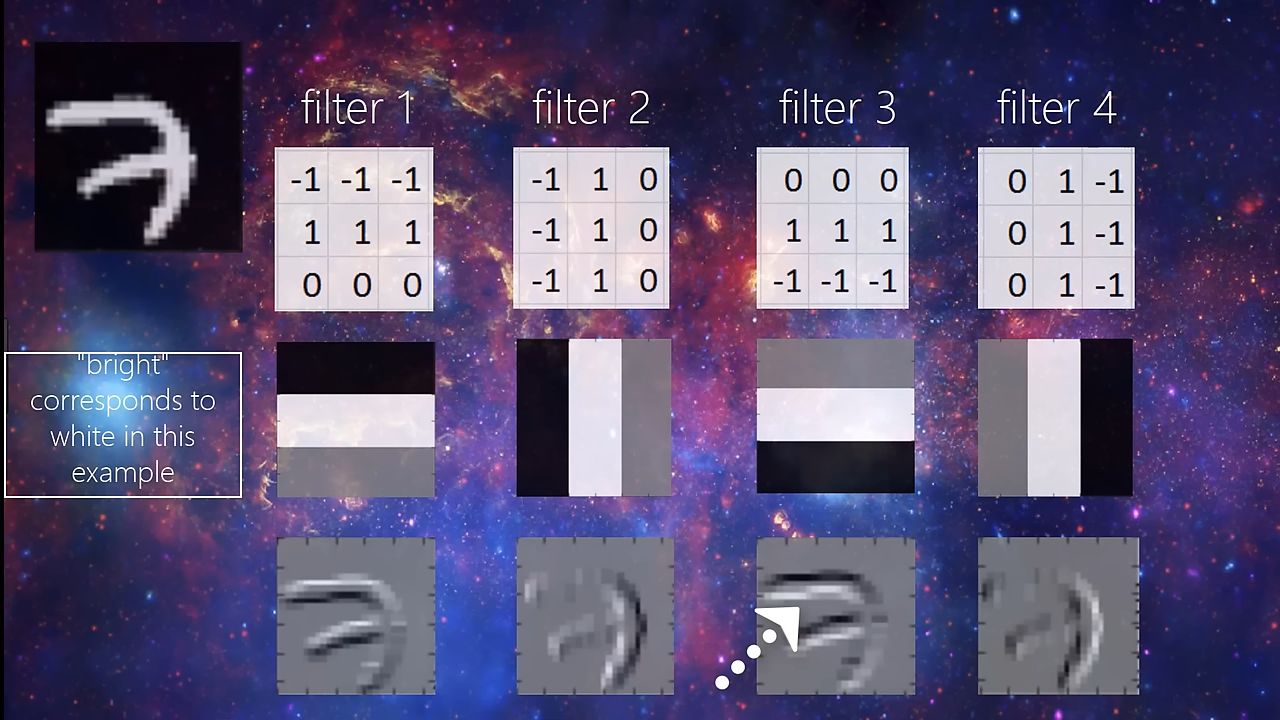 filter 1 filter 2 filter 3 filter 4
-1 -1 -1 -1 1 0 0 0 0 0 1 -1
1 1 1 -1 1 0 1 1 1 0 1 -1
0 0 0 -1 1 0 -1 -1 -1 0 1 -1
"bright"
corresponds to
white in this
example